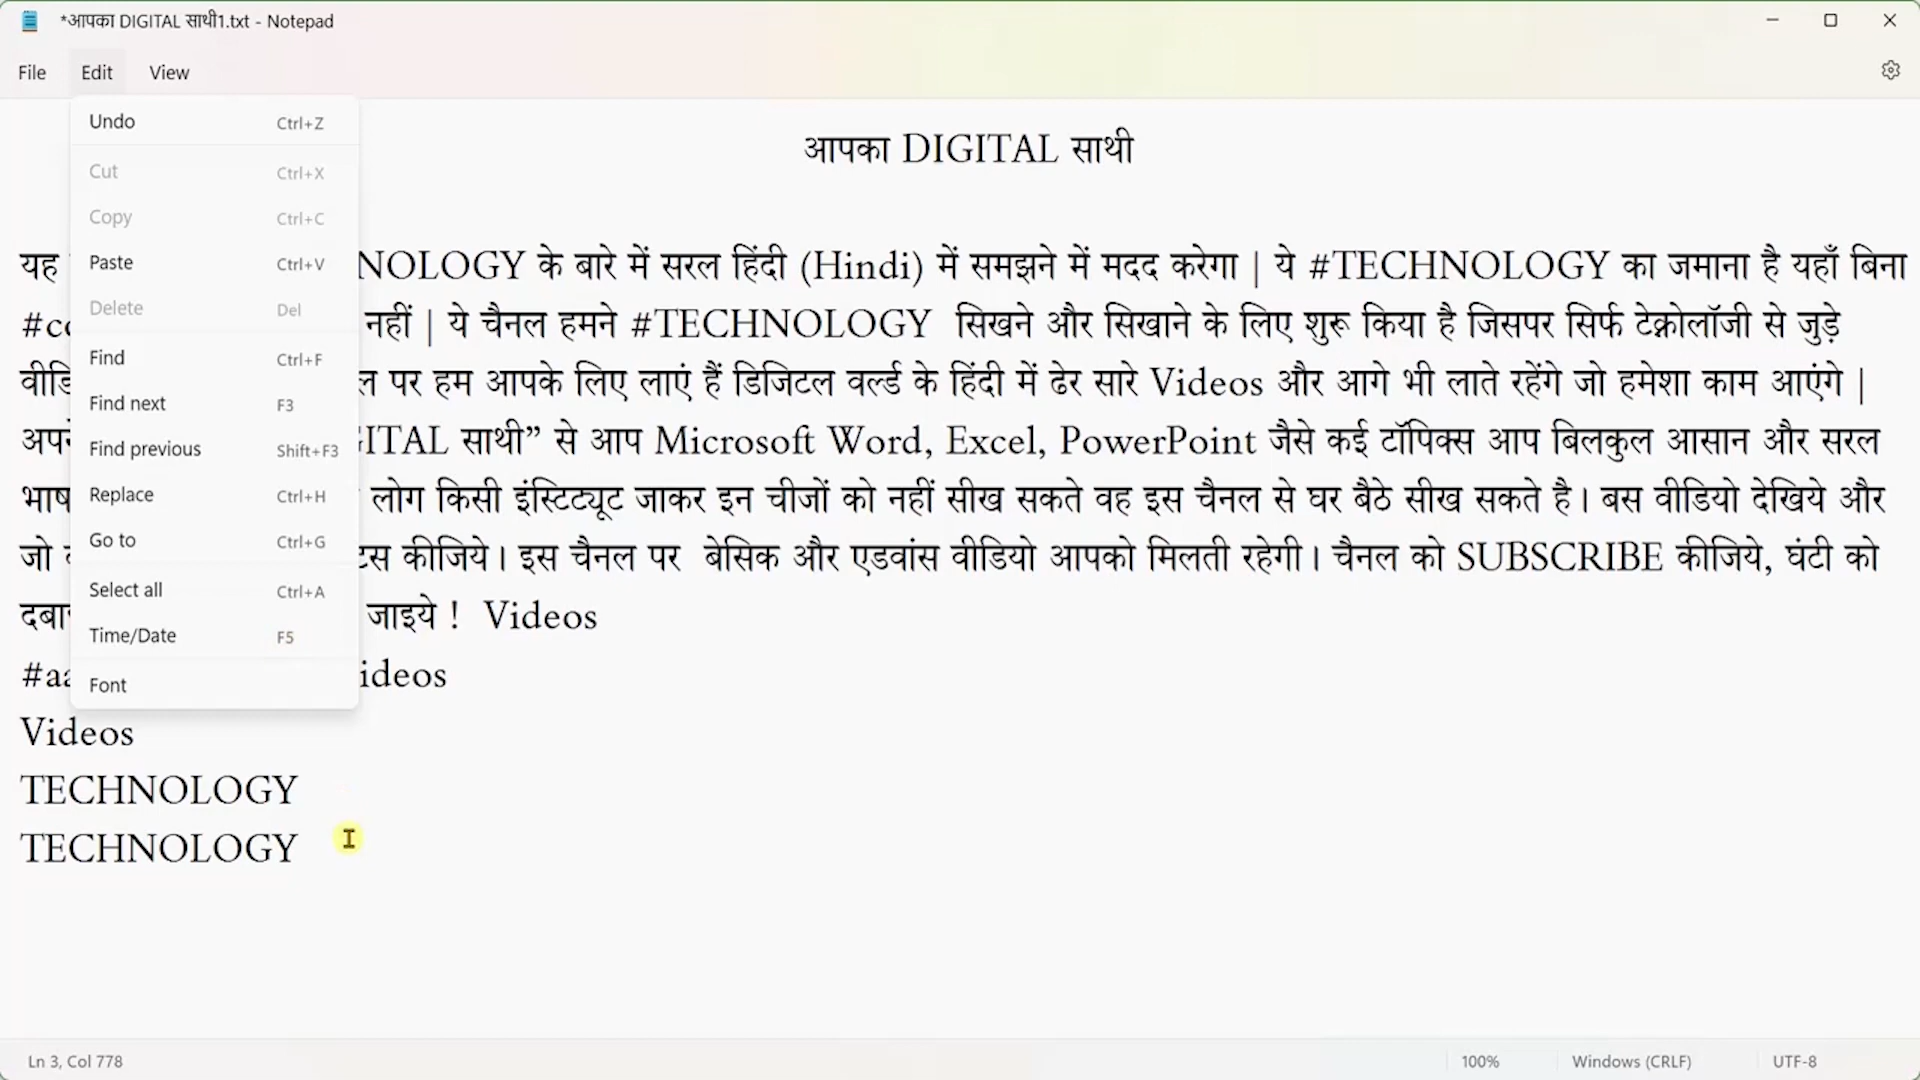 *आपका DIGITAL साथी1.txt - Notepad
File Edit View
Undo Ctrl+Z
Cut Ctrl+X
Copy Ctrl+C
Paste Ctrl+V
Delete Del
Find Ctrl+F
Find next F3
Find previous Shift+F3
Replace Ctrl+H
Go to Ctrl+G
Select all Ctrl+A
Time/Date F5
Font
आपका DIGITAL साथी
यह NOLOGY के बारे में सरल हिंदी (Hindi) में समझने में मदद करेगा | ये #TECHNOLOGY का जमाना है यहाँ बिना
नहीं | ये चैनल हमने #TECHNOLOGY सिखने और सिखाने के लिए शुरू किया है जिसपर सिर्फ टेक्नोलॉजी से जुड़े
पर हम आपके लिए लाएं हैं डिजिटल वर्ल्ड के हिंदी में ढेर सारे Videos और आगे भी लाते रहेंगे जो हमेशा काम आएंगे |
GITAL साथी” से आप Microsoft Word, Excel, PowerPoint जैसे कई टॉपिक्स आप बिलकुल आसान और सरल
लोग किसी इंस्टिट्यूट जाकर इन चीजों को नहीं सीख सकते वह इस चैनल से घर बैठे सीख सकते है। बस वीडियो देखिये और
जो टस कीजिये। इस चैनल पर बेसिक और एडवांस वीडियो आपको मिलती रहेगी। चैनल को SUBSCRIBE कीजिये, घंटी को
जाइये ! Videos
#aa ideos
Videos
TECHNOLOGY
TECHNOLOGY
Ln 3, Col 778 100% Windows (CRLF) UTF-8